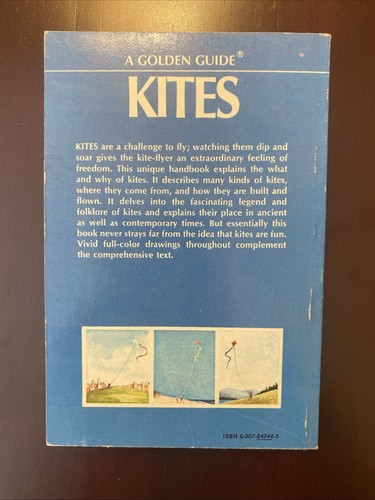 A GOLDEN GUIDE®
KITES
KITES are a challenge to fly; watching them dip and
soar gives the kite-flyer an extraordinary feeling of
freedom. This unique handbook explains the what
and why of kites. It describes many kinds of kites,
where they come from, and how they are built and
flown. It delves into the fascinating legend and
folklore of kites and explains their place in ancient
as well as contemporary times. But essentially this
book never strays far from the idea that kites are fun.
Vivid full-color drawings throughout complement
the comprehensive text.
ISBN 0-307-24344-5